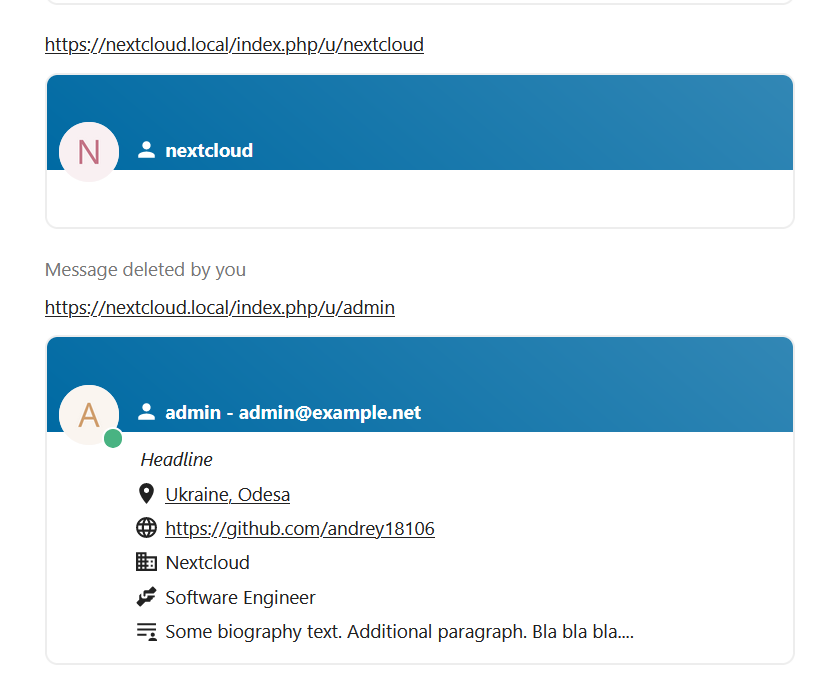 https://nextcloud.local/index.php/u/nextcloud
N
nextcloud
Message deleted by you
https://nextcloud.local/index.php/u/admin
A
admin - admin@example.net
Headline
Ukraine, Odesa
https://github.com/andrey18106
Nextcloud
Software Engineer
Some biography text. Additional paragraph. Bla bla bla....